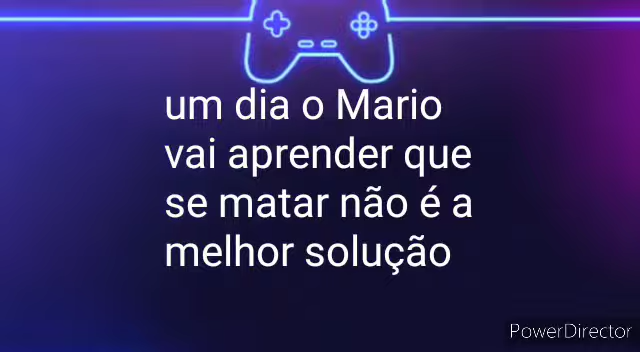 um dia o Mario
vai aprender que
se matar não é a
melhor solução
PowerDirector